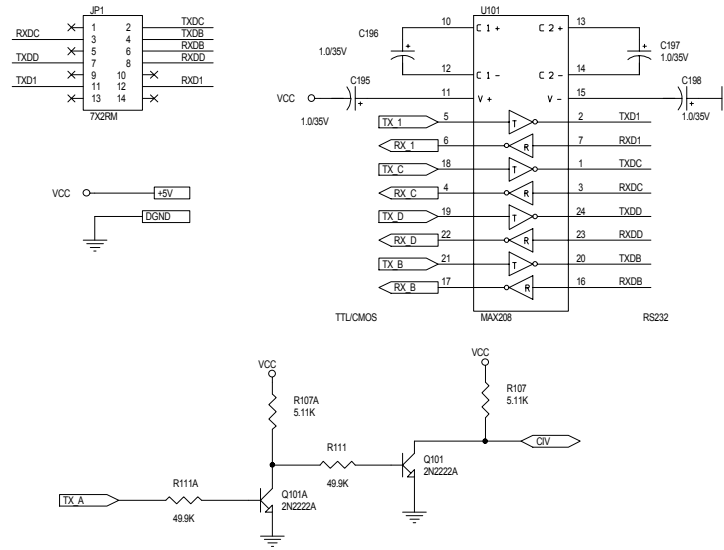 JP1
1 2 TXDC
RXDC 3 4 TXDB
5 6 RXDB
TXDD 7 8 RXDD
9 10
TXD1 11 12 RXD1
13 14
7X2RM
VCC +5V
DGND
U101
C196
1.0/35V
10 C 1 + C 2 + 13
C197
1.0/35V
12 C 1 - C 2 - 14
C195
VCC
1.0/35V
11 V + V - 15
C198
1.0/35V
TX_1 5 T 2 TXD1
RX_1 6 R 7 RXD1
TX_C 18 T 1 TXDC
RX_C 4 R 3 RXDC
TX_D 19 T 24 TXDD
RX_D 22 R 23 RXDD
TX_B 21 T 20 TXDB
RX_B 17 R 16 RXDB
TTL/CMOS MAX208 RS232
VCC
R107A
5.11K
VCC
R107
5.11K
CIV
R111
49.9K
Q101
2N2222A
TX_A
R111A
49.9K
Q101A
2N2222A